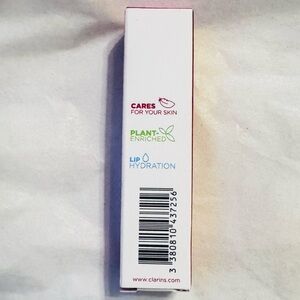 CARES
FOR YOUR SKIN
PLANT-
ENRICHED
LIP
HYDRATION
3 380810 437256
www.clarins.com